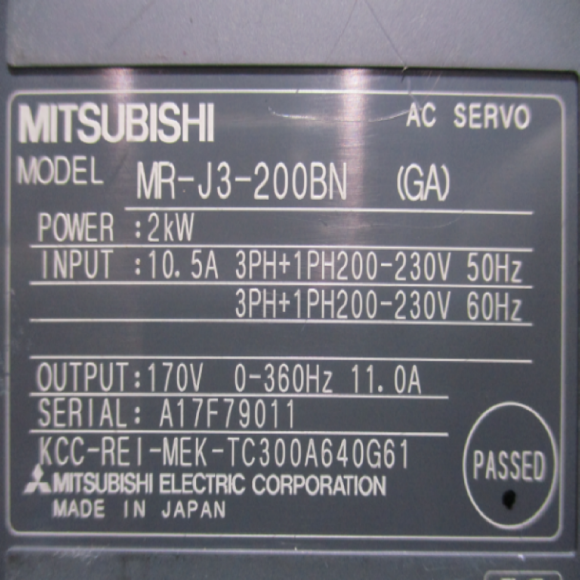 MITSUBISHI AC SERVO
MODEL MR-J3-200BN (GA)
POWER :2kW
INPUT :10.5A 3PH+1PH200-230V 50Hz
3PH+1PH200-230V 60Hz
OUTPUT:170V 0-360Hz 11.0A
SERIAL: A17F79011
KCC-REI-MEK-TC300A640G61
PASSED
MITSUBISHI ELECTRIC CORPORATION
MADE IN JAPAN